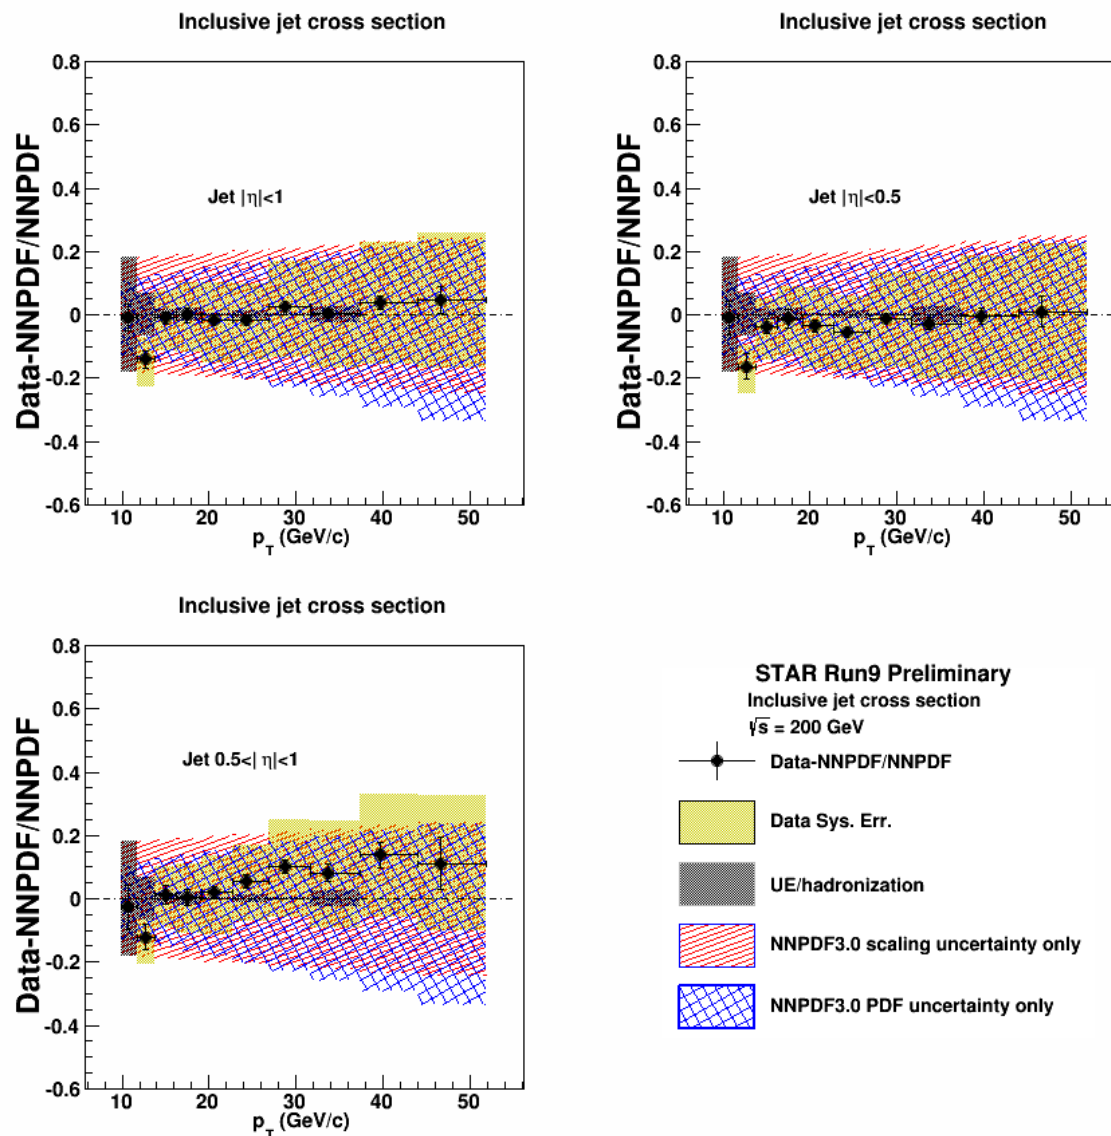 Inclusive jet cross section
Data-NNPDF/NNPDF
0.8
0.6
0.4
0.2
0
-0.2
-0.4
-0.6
Jet |η|<1
10 20 30 40 50
p_T (GeV/c)
Inclusive jet cross section
Data-NNPDF/NNPDF
0.8
0.6
0.4
0.2
0
-0.2
-0.4
-0.6
Jet |η|<0.5
10 20 30 40 50
p_T (GeV/c)
Inclusive jet cross section
Data-NNPDF/NNPDF
0.8
0.6
0.4
0.2
0
-0.2
-0.4
-0.6
Jet 0.5<| η|<1
10 20 30 40 50
p_T (GeV/c)
STAR Run9 Preliminary
Inclusive jet cross section
√s = 200 GeV
Data-NNPDF/NNPDF
Data Sys. Err.
UE/hadronization
NNPDF3.0 scaling uncertainty only
NNPDF3.0 PDF uncertainty only